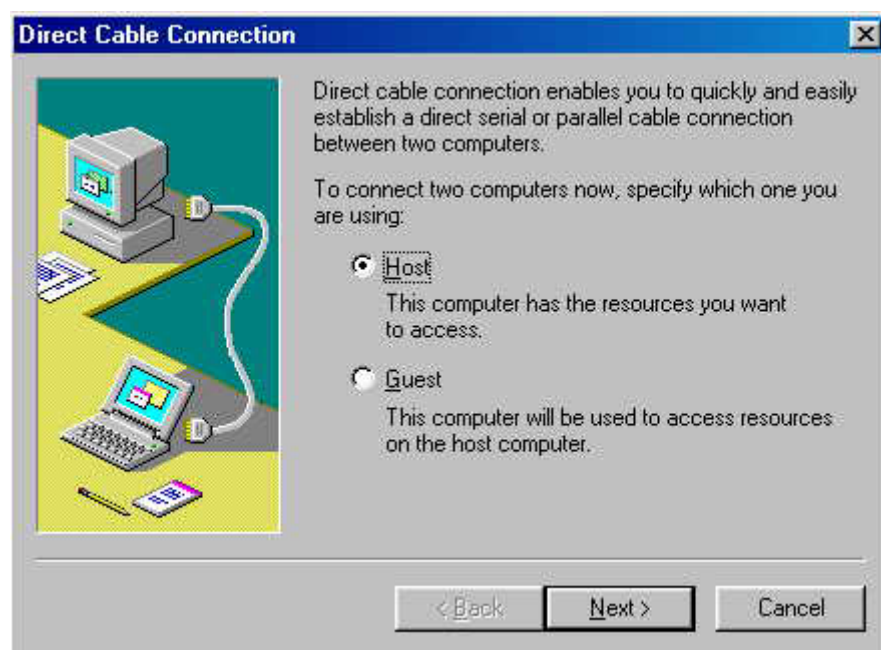 Direct Cable Connection
Direct cable connection enables you to quickly and easily
establish a direct serial or parallel cable connection
between two computers.
To connect two computers now, specify which one you
are using:
Host
This computer has the resources you want
to access.
Guest
This computer will be used to access resources
on the host computer.
< Back
Next >
Cancel